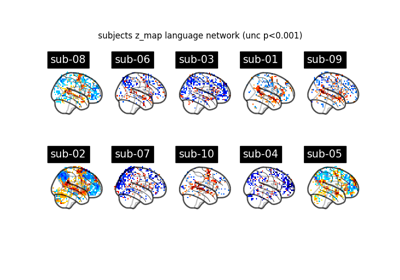 subjects z_map language network (unc p<0.001)
sub-08 sub-06 sub-03 sub-01 sub-09
sub-02 sub-07 sub-10 sub-04 sub-05